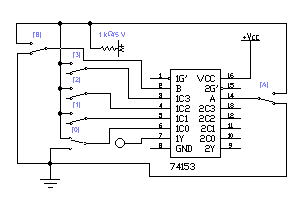 [B]
1 kΩ/5 V
+Vcc
[3]
[2]
[A]
[1]
[0]
1 1G' VCC 16
2 B 2G' 15
3 1C3 A 14
4 1C2 2C3 13
5 1C1 2C2 12
6 1C0 2C1 11
7 1Y 2C0 10
8 GND 2Y 9
74153